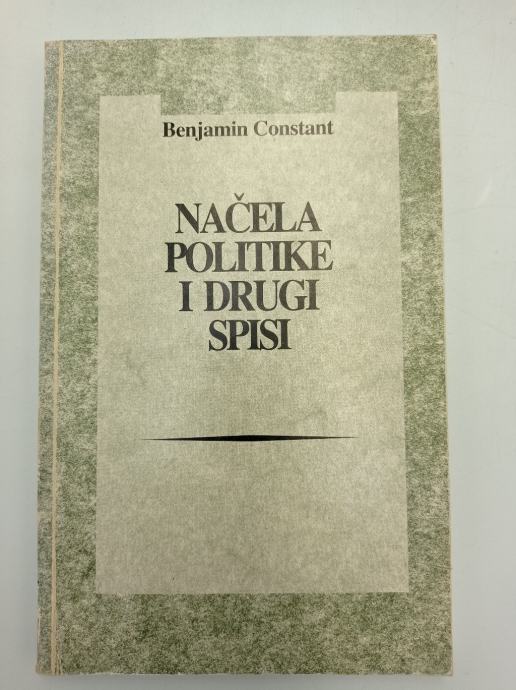 Benjamin Constant
NAČELA
POLITIKE
I DRUGI
SPISI